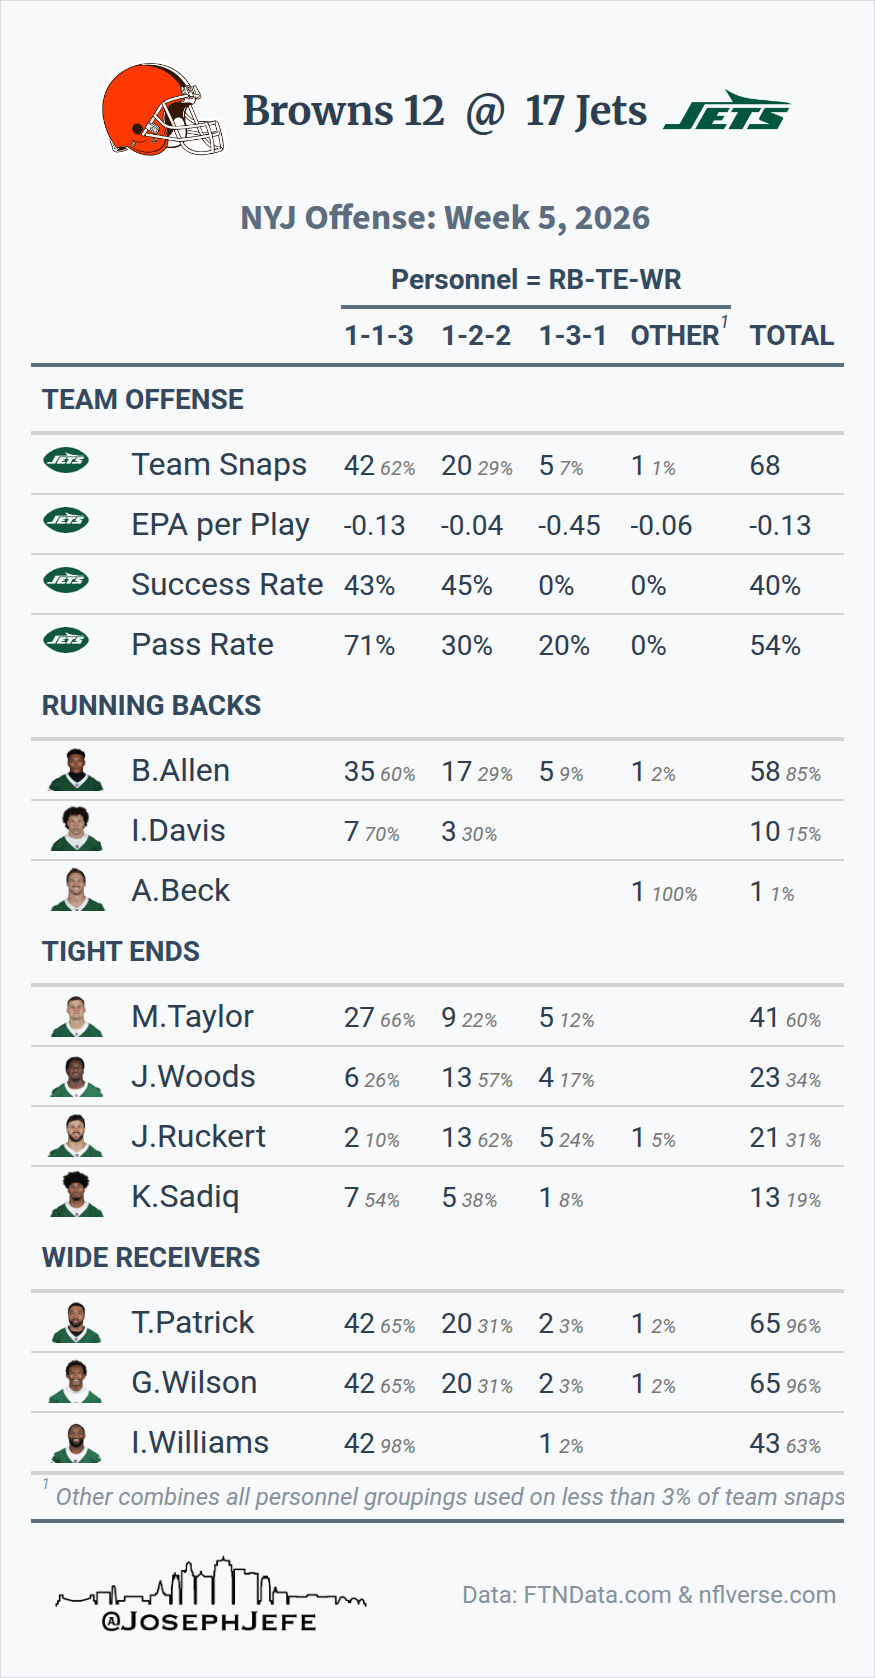 Browns 12 @ 17 Jets JETS
NYJ Offense: Week 5, 2026
Personnel = RB-TE-WR
1-1-3 1-2-2 1-3-1 OTHER1 TOTAL
TEAM OFFENSE
JETS Team Snaps 42 62% 20 29% 5 7% 1 1% 68
JETS EPA per Play -0.13 -0.04 -0.45 -0.06 -0.13
JETS Success Rate 43% 45% 0% 0% 40%
JETS Pass Rate 71% 30% 20% 0% 54%
RUNNING BACKS
B.Allen 35 60% 17 29% 5 9% 1 2% 58 85%
I.Davis 7 70% 3 30% 10 15%
A.Beck 1 100% 1 1%
TIGHT ENDS
M.Taylor 27 66% 9 22% 5 12% 41 60%
J.Woods 6 26% 13 57% 4 17% 23 34%
J.Ruckert 2 10% 13 62% 5 24% 1 5% 21 31%
K.Sadiq 7 54% 5 38% 1 8% 13 19%
WIDE RECEIVERS
T.Patrick 42 65% 20 31% 2 3% 1 2% 65 96%
G.Wilson 42 65% 20 31% 2 3% 1 2% 65 96%
I.Williams 42 98% 1 2% 43 63%
1 Other combines all personnel groupings used on less than 3% of team snaps
@JOSEPHJEFE
Data: FTNData.com & nflverse.com